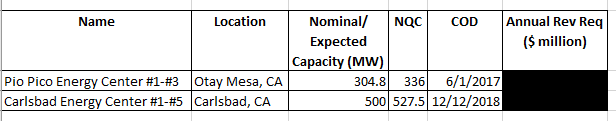 Name Location Nominal/ Expected Capacity (MW) NQC COD Annual Rev Req ($ million)
Pio Pico Energy Center #1-#3 Otay Mesa, CA 304.8 336 6/1/2017
Carlsbad Energy Center #1-#5 Carlsbad, CA 500 527.5 12/12/2018